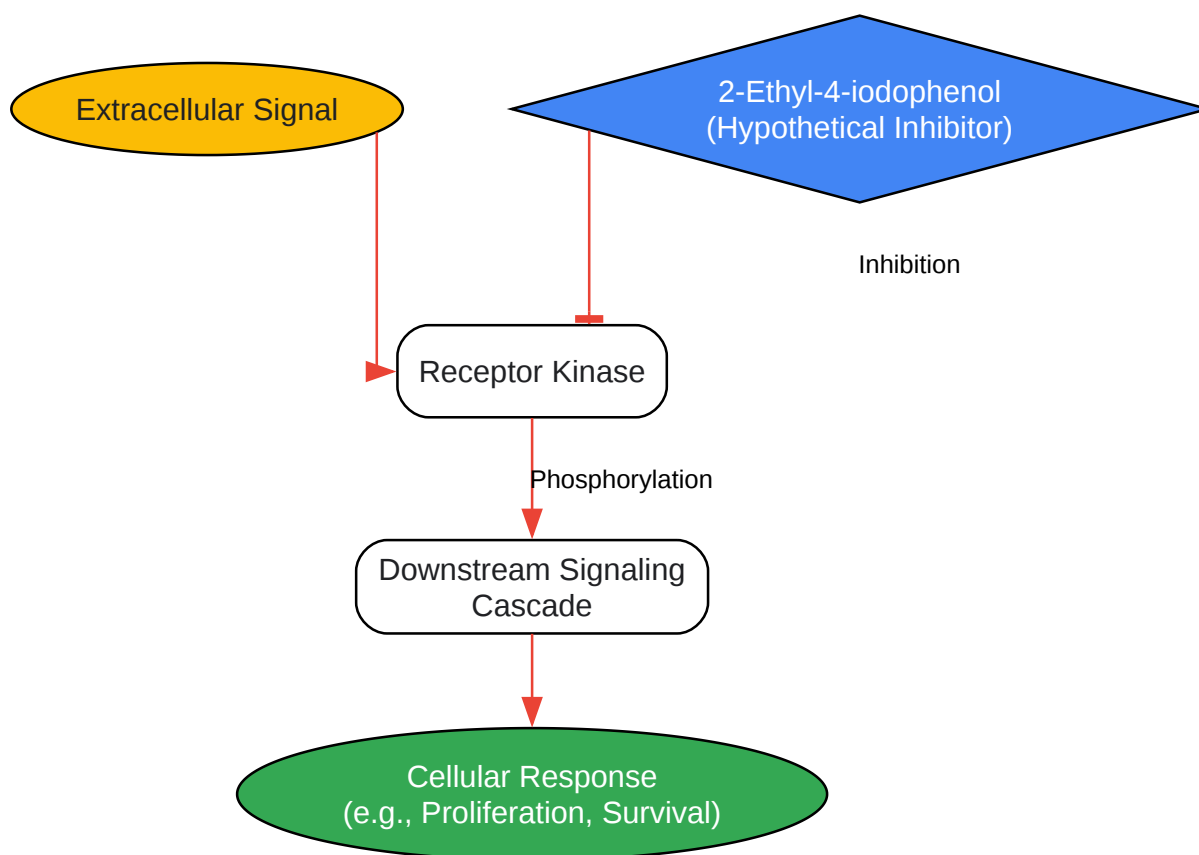 Extracellular Signal
2-Ethyl-4-iodophenol
(Hypothetical Inhibitor)
Inhibition
Receptor Kinase
Phosphorylation
Downstream Signaling
Cascade
Cellular Response
(e.g., Proliferation, Survival)